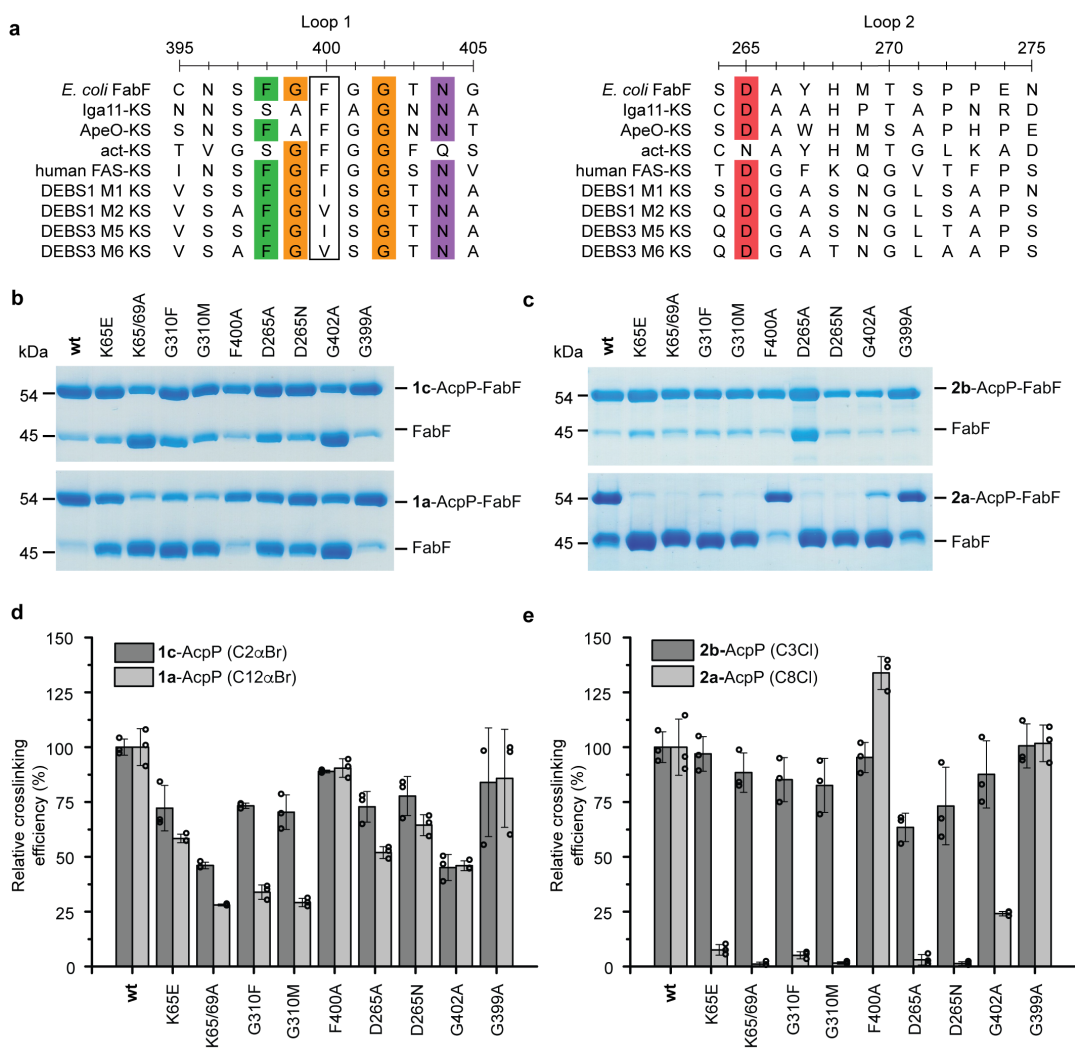 a
Loop 1
395 400 405
E. coli FabF C N S F G F G G T N G
Iga11-KS N N S S A F A G N N A
ApeO-KS S N S F A F G G N N T
act-KS T V G S G F G G F Q S
human FAS-KS I N S F G F G G S N V
DEBS1 M1 KS V S S F G I S G T N A
DEBS1 M2 KS V S A F G V S G T N A
DEBS3 M5 KS V S S F G I S G T N A
DEBS3 M6 KS V S A F G V S G T N A
Loop 2
265 270 275
E. coli FabF S D A Y H M T S P P E N
Iga11-KS C D A A H P T A P N R D
ApeO-KS S D A W H M S A P H P E
act-KS C N A Y H M T G L K A D
human FAS-KS T D G F K Q G V T F P S
DEBS1 M1 KS S D G A S N G L S A P N
DEBS1 M2 KS Q D G A S N G L S A P S
DEBS3 M5 KS Q D G A S N G L T A P S
DEBS3 M6 KS Q D G A T N G L A A P S
b
kDa
wt K65E K65/69A G310F G310M F400A D265A D265N G402A G399A
54 1c-AcpP-FabF
45 FabF
54 1a-AcpP-FabF
45 FabF
c
kDa
wt K65E K65/69A G310F G310M F400A D265A D265N G402A G399A
54 2b-AcpP-FabF
45 FabF
54 2a-AcpP-FabF
45 FabF
d
Relative crosslinking
efficiency (%)
150
125
100
75
50
25
0
1c-AcpP (C2αBr)
1a-AcpP (C12αBr)
wt K65E K65/69A G310F G310M F400A D265A D265N G402A G399A
e
Relative crosslinking
efficiency (%)
150
125
100
75
50
25
0
2b-AcpP (C3Cl)
2a-AcpP (C8Cl)
wt K65E K65/69A G310F G310M F400A D265A D265N G402A G399A